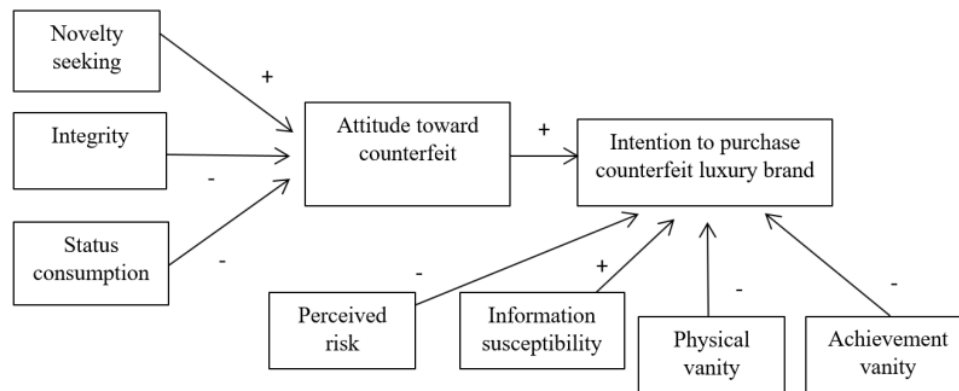 Novelty
seeking
+
Integrity
-
Status
consumption
-
Attitude toward
counterfeit
+
Intention to purchase
counterfeit luxury brand
-
Perceived
risk
+
Information
susceptibility
-
Physical
vanity
-
Achievement
vanity